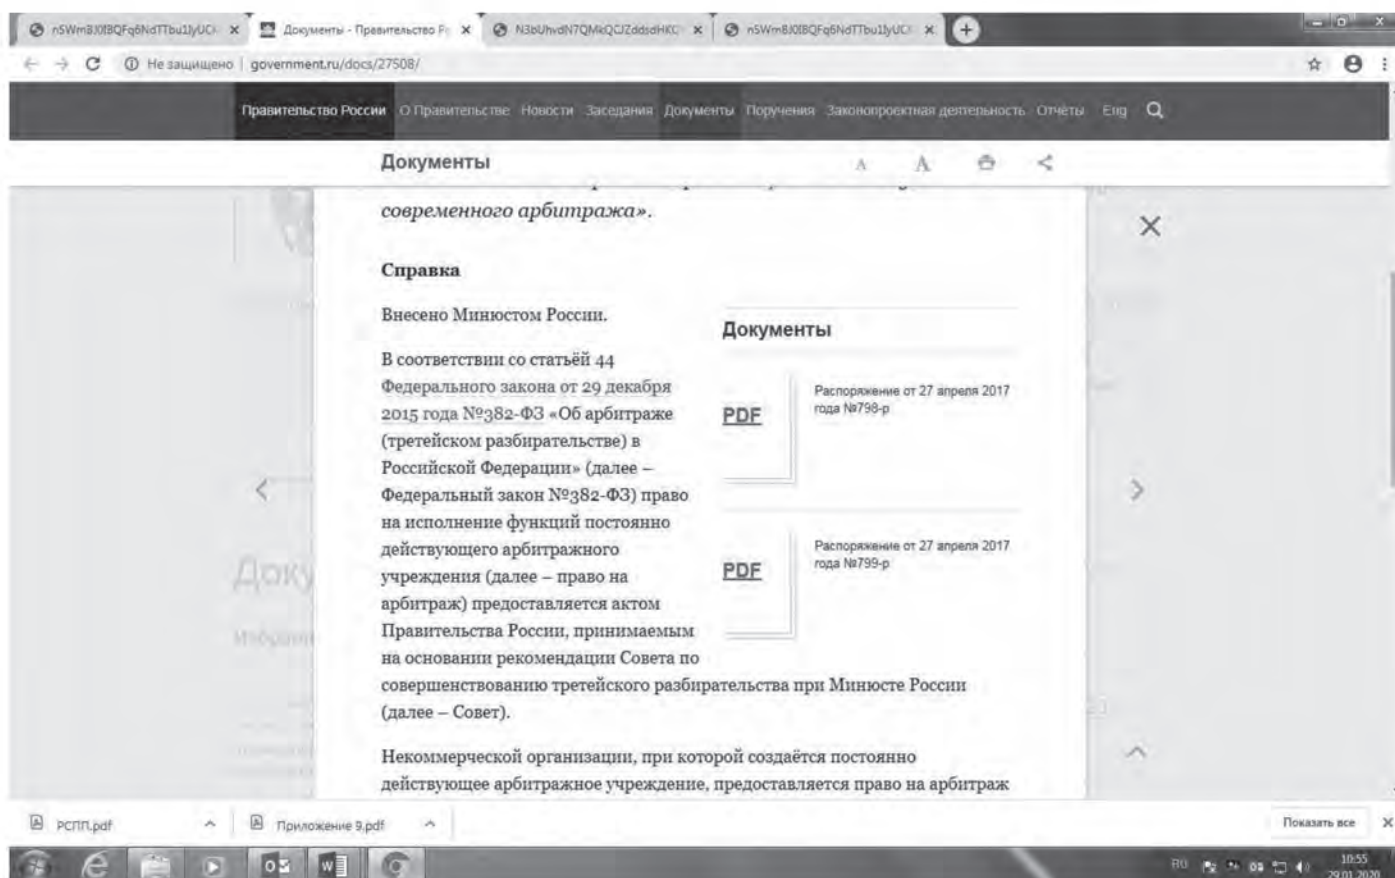 Документы - Правительство Р
Не защищено | government.ru/docs/27508/
Правительство России О Правительстве Новости Заседания Документы Поручения Законопроектная деятельность Отчёты Eng
Документы
A A
современного арбитража».
Справка
Внесено Минюстом России.
В соответствии со статьёй 44
Федерального закона от 29 декабря
2015 года №382-ФЗ «Об арбитраже
(третейском разбирательстве) в
Российской Федерации» (далее –
Федеральный закон №382-ФЗ) право
на исполнение функций постоянно
действующего арбитражного
учреждения (далее – право на
арбитраж) предоставляется актом
Правительства России, принимаемым
на основании рекомендации Совета по
совершенствованию третейского разбирательства при Минюсте России
(далее – Совет).
Некоммерческой организации, при которой создаётся постоянно
действующее арбитражное учреждение, предоставляется право на арбитраж
Документы
PDF
Распоряжение от 27 апреля 2017
года №798-р
PDF
Распоряжение от 27 апреля 2017
года №799-р
Доку
РСПП.pdf
Приложение 9.pdf
Показать все
RU
10:55
29.01.2020